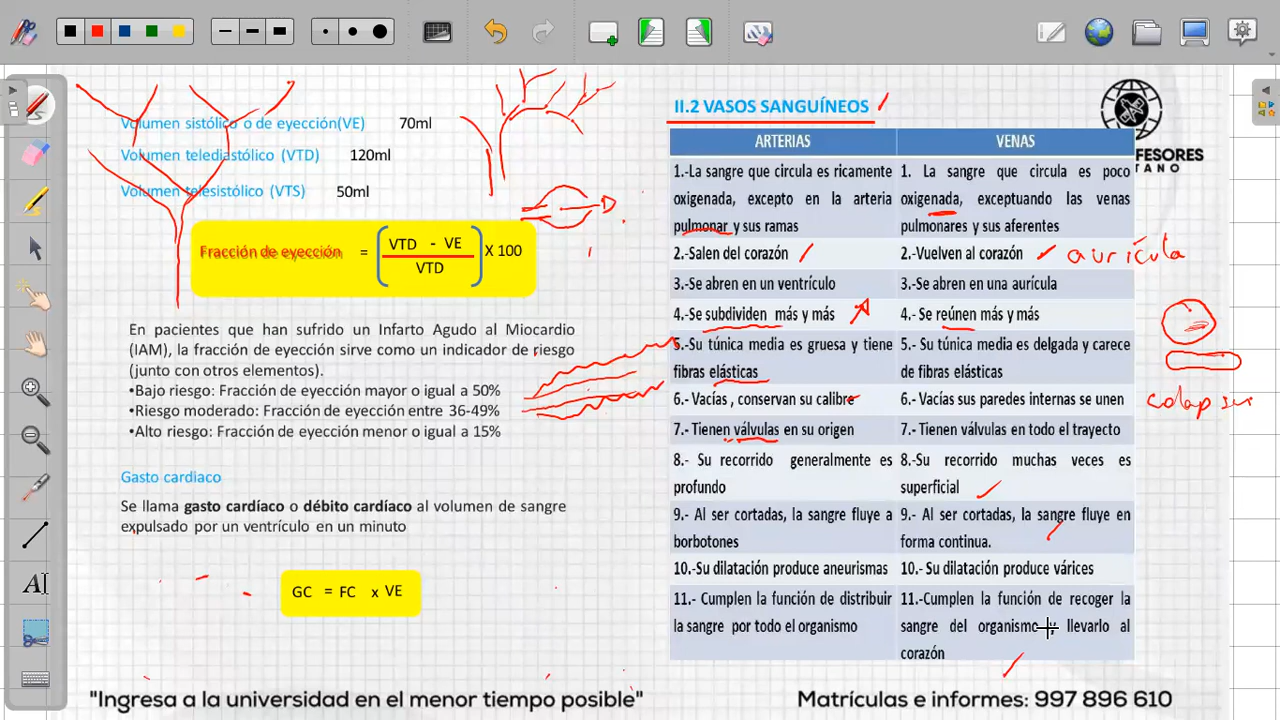 Volumen sistólico o de eyección(VE) 70ml
Volumen telediastólico (VTD) 120ml
Volumen telesistólico (VTS) 50ml
Fracción de eyección = ( VTD - VE / VTD ) X 100
En pacientes que han sufrido un Infarto Agudo al Miocardio
(IAM), la fracción de eyección sirve como un indicador de riesgo
(junto con otros elementos).
•Bajo riesgo: Fracción de eyección mayor o igual a 50%
•Riesgo moderado: Fracción de eyección entre 36-49%
•Alto riesgo: Fracción de eyección menor o igual a 15%
Gasto cardiaco
Se llama gasto cardíaco o débito cardíaco al volumen de sangre
expulsado por un ventrículo en un minuto
GC = FC x VE
II.2 VASOS SANGUÍNEOS
FESORES
TANO
ARTERIAS
VENAS
1.-La sangre que circula es ricamente
oxigenada, excepto en la arteria
pulmonar y sus ramas
1. La sangre que circula es poco
oxigenada, exceptuando las venas
pulmonares y sus aferentes
2.-Salen del corazón
2.-Vuelven al corazón
aurícula
3.-Se abren en un ventrículo
3.-Se abren en una aurícula
4.-Se subdividen más y más
4.- Se reúnen más y más
5.-Su túnica media es gruesa y tiene
fibras elásticas
5.- Su túnica media es delgada y carece
de fibras elásticas
6.- Vacías , conservan su calibre
6.- Vacías sus paredes internas se unen
7.- Tienen válvulas en su origen
7.- Tienen válvulas en todo el trayecto
8.- Su recorrido generalmente es
profundo
8.-Su recorrido muchas veces es
superficial
9.- Al ser cortadas, la sangre fluye a
borbotones
9.- Al ser cortadas, la sangre fluye en
forma continua.
10.-Su dilatación produce aneurismas
10.- Su dilatación produce várices
11.- Cumplen la función de distribuir
la sangre por todo el organismo
11.-Cumplen la función de recoger la
sangre del organismo y llevarlo al
corazón
"Ingresa a la universidad en el menor tiempo posible"
Matrículas e informes: 997 896 610